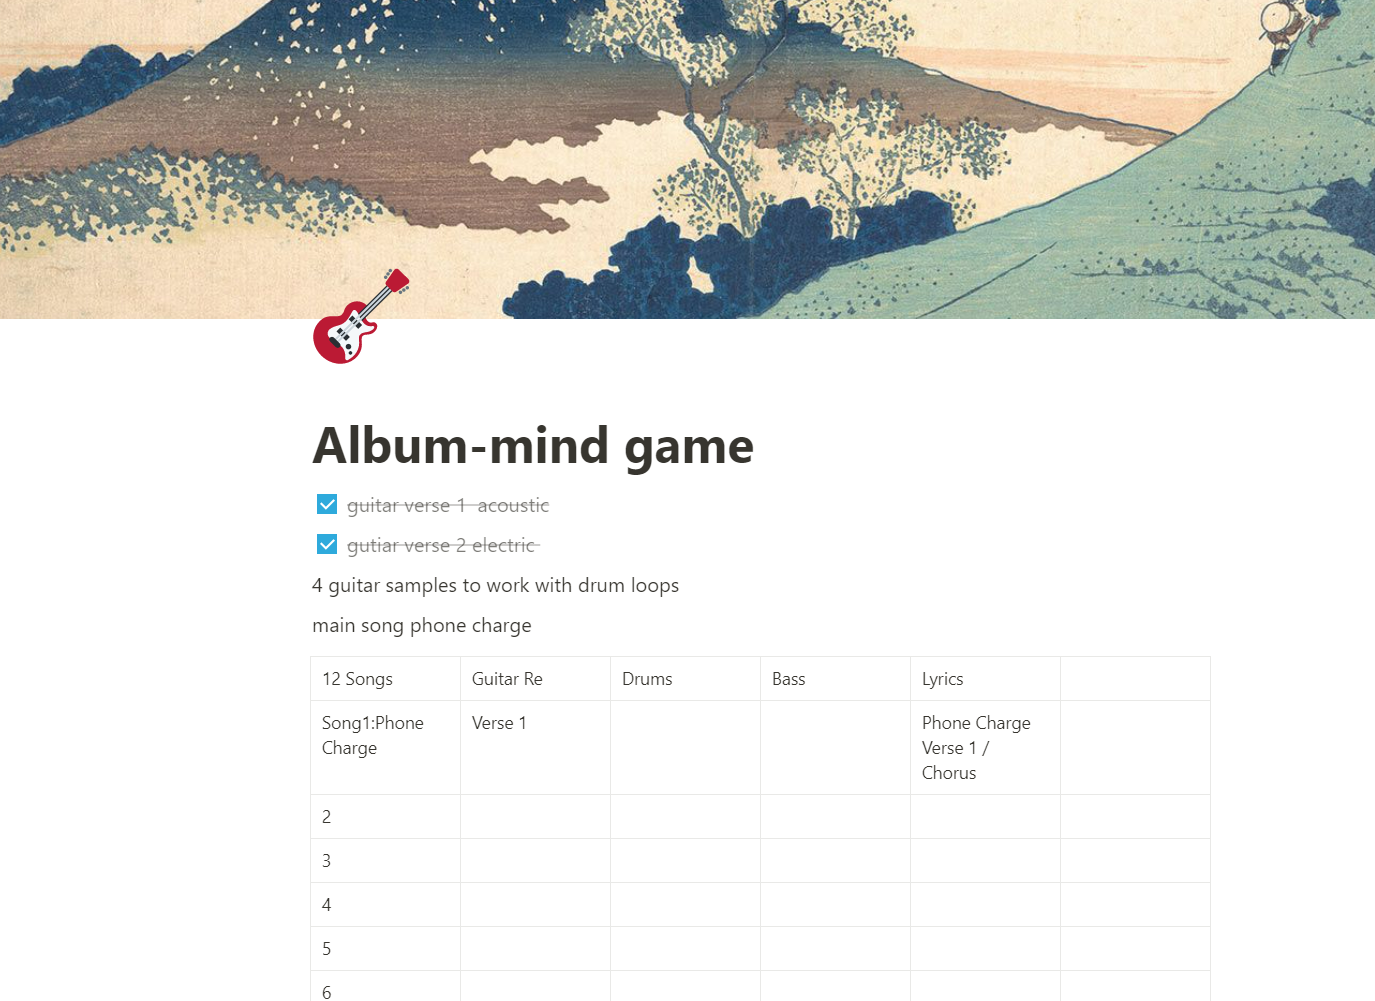 Album-mind game
guitar verse 1  acoustic
gutiar verse 2 electric
4 guitar samples to work with drum loops
main song phone charge
12 Songs Guitar Re Drums Bass Lyrics
Song1:Phone
Charge
Verse 1
Phone Charge
Verse 1 /
Chorus
2
3
4
5
6